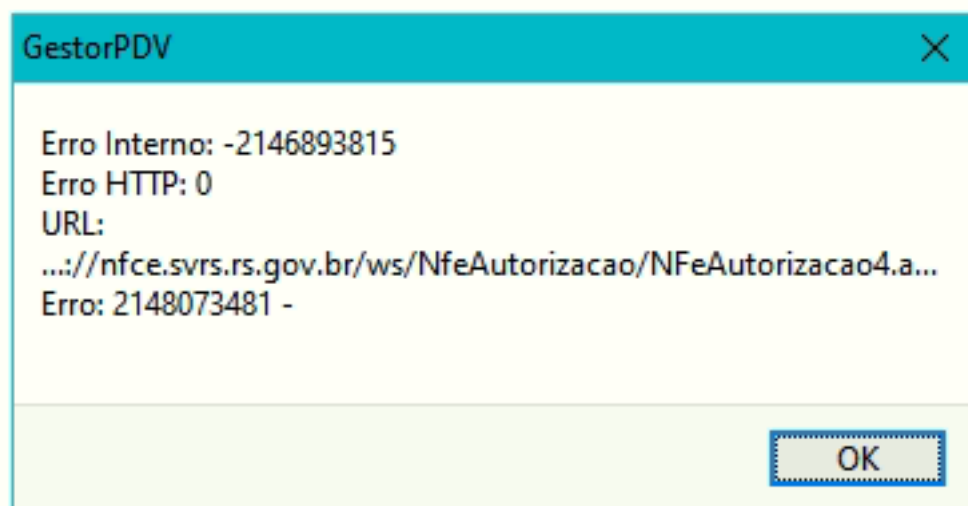 GestorPDV
Erro Interno: -2146893815
Erro HTTP: 0
URL:
...://nfce.svrs.rs.gov.br/ws/NfeAutorizacao/NFeAutorizacao4.a...
Erro: 2148073481 -
OK